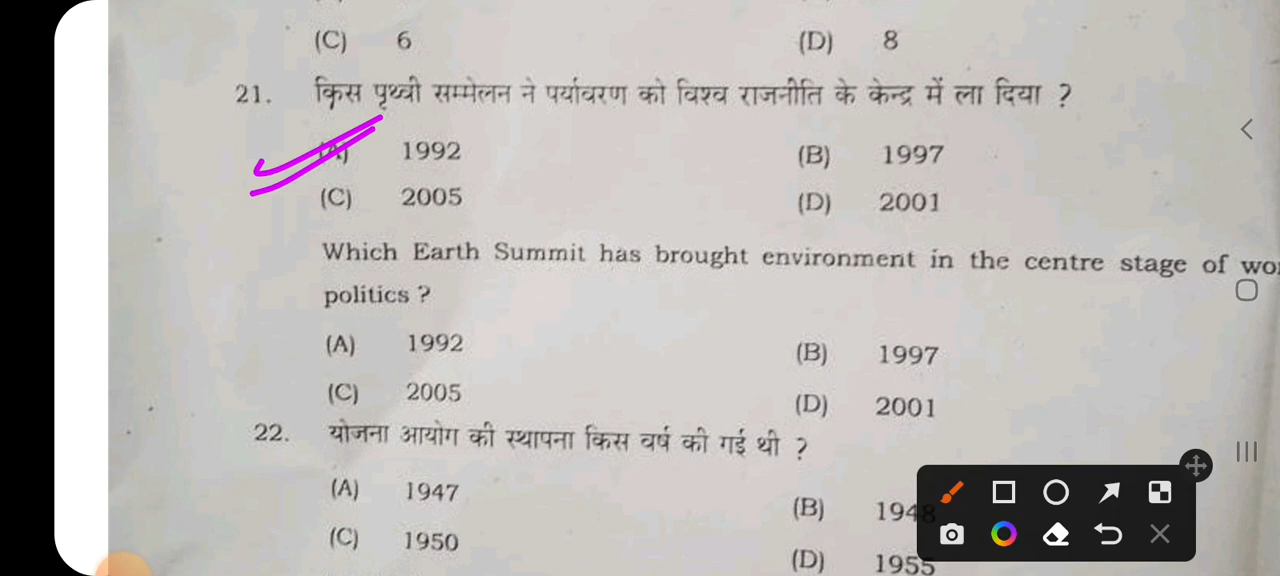 (C) 6 (D) 8
21. किस पृथ्वी सम्मेलन ने पर्यावरण को विश्व राजनीति के केन्द्र में ला दिया ?
(A) 1992 (B) 1997
(C) 2005 (D) 2001
Which Earth Summit has brought environment in the centre stage of
politics ?
(A) 1992 (B) 1997
(C) 2005 (D) 2001
22. योजना आयोग की स्थापना किस वर्ष की गई थी ?
(A) 1947 (B) 1948
(C) 1950 (D) 1955